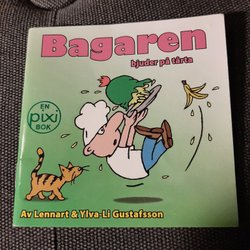 Bagaren
bjuder på tårta
EN
pixi
BOK
Av Lennart & Ylva-Li Gustafsson